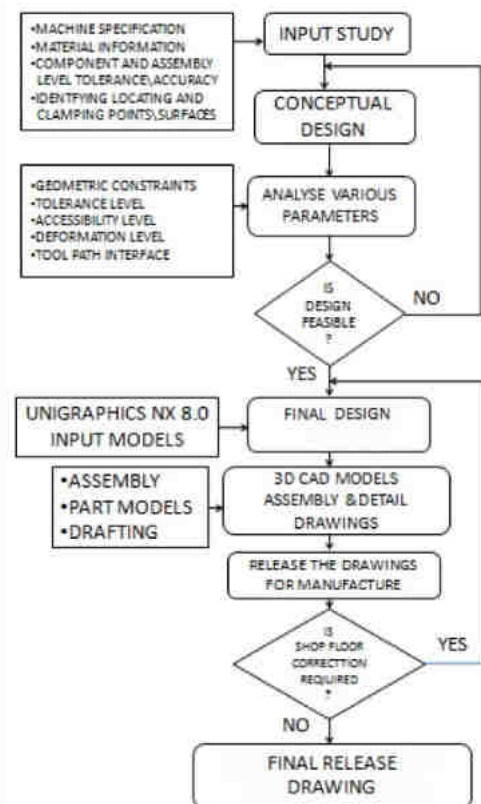 •MACHINE SPECIFICATION
•MATERIAL INFORMATION
•COMPONENT AND ASSEMBLY
LEVEL TOLERANCE\ACCURACY
•IDENTFYING LOCATING AND
CLAMPING POINTS\SURFACES
INPUT STUDY
CONCEPTUAL
DESIGN
•GEOMETRIC CONSTRAINTS
•TOLERANCE LEVEL
•ACCESSIBILITY LEVEL
•DEFORMATION LEVEL
•TOOL PATH INTERFACE
ANALYSE VARIOUS
PARAMETERS
IS
DESIGN
FEASIBLE
?
NO
YES
UNIGRAPHICS NX 8.0
INPUT MODELS
FINAL DESIGN
•ASSEMBLY
•PART MODELS
•DRAFTING
3D CAD MODELS
ASSEMBLY & DETAIL
DRAWINGS
RELEASE THE DRAWINGS
FOR MANUFACTURE
IS
SHOP FLOOR
CORRECTTION
REQUIRED
?
YES
NO
FINAL RELEASE
DRAWING